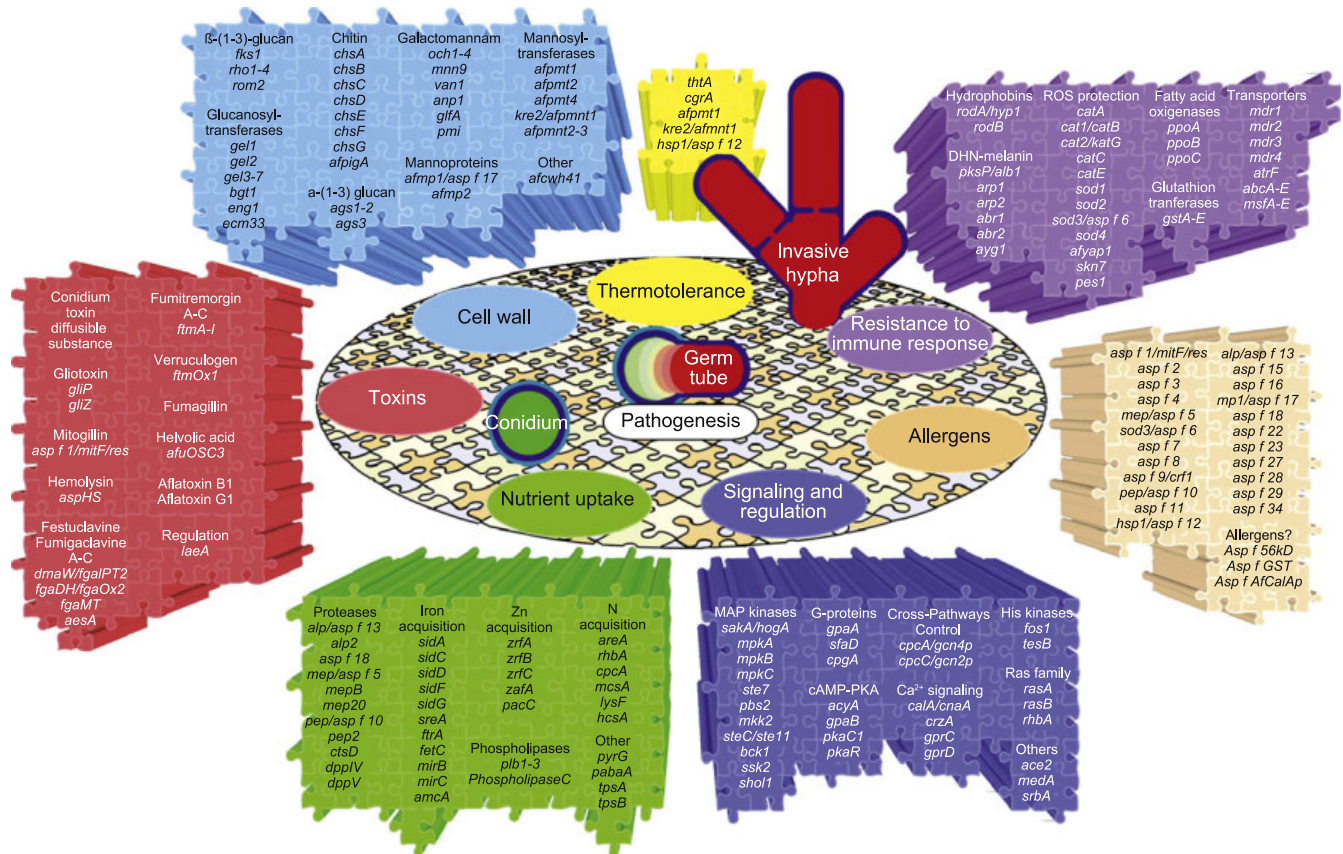 ß-(1-3)-glucan
fks1
rho1-4
rom2
Glucanosyl-
transferases
gel1
gel2
gel3-7
bgt1
eng1
ecm33
Chitin
chsA
chsB
chsC
chsD
chsE
chsF
chsG
afpigA
a-(1-3) glucan
ags1-2
ags3
Galactomannam
och1-4
mnn9
van1
anp1
glfA
pmi
Mannoproteins
afmp1/asp f 17
afmp2
Mannosyl-
transferases
afpmt1
afpmt2
afpmt4
kre2/afpmnt1
afpmnt2-3
Other
afcwh41
thtA
cgrA
afpmt1
kre2/afmnt1
hsp1/asp f 12
Hydrophobins
rodA/hyp1
rodB
DHN-melanin
pksP/alb1
arp1
arp2
abr1
abr2
ayg1
ROS protection
catA
cat1/catB
cat2/katG
catC
catE
sod1
sod2
sod3/asp f 6
sod4
afyap1
skn7
pes1
Fatty acid
oxigenases
ppoA
ppoB
ppoC
Glutathion
tranferases
gstA-E
Transporters
mdr1
mdr2
mdr3
mdr4
atrF
abcA-E
msfA-E
Invasive
hypha
Thermotolerance
Cell wall
Resistance to
immune response
Germ
tube
Toxins
Conidium
Pathogenesis
Allergens
Nutrient uptake
Signaling and
regulation
Conidium
toxin
diffusible
substance
Gliotoxin
gliP
gliZ
Mitogillin
asp f 1/mitF/res
Hemolysin
aspHS
Festuclavine
Fumigaclavine
A-C
dmaW/fgaIPT2
fgaDH/fgaOx2
fgaMT
aesA
Fumitremorgin
A-C
ftmA-I
Verruculogen
ftmOx1
Fumagillin
Helvolic acid
afuOSC3
Aflatoxin B1
Aflatoxin G1
Regulation
laeA
asp f 1/mitF/res
asp f 2
asp f 3
asp f 4
mep/asp f 5
sod3/asp f 6
asp f 7
asp f 8
asp f 9/crf1
pep/asp f 10
asp f 11
hsp1/asp f 12
alp/asp f 13
asp f 15
asp f 16
mp1/asp f 17
asp f 18
asp f 22
asp f 23
asp f 27
asp f 28
asp f 29
asp f 34
Allergens?
Asp f 56kD
Asp f GST
Asp f AfCalAp
Proteases
alp/asp f 13
alp2
asp f 18
mep/asp f 5
mepB
mep20
pep/asp f 10
pep2
ctsD
dppIV
dppV
Iron
acquisition
sidA
sidC
sidD
sidF
sidG
sreA
ftrA
fetC
mirB
mirC
amcA
Zn
acquisition
zrfA
zrfB
zrfC
zafA
pacC
Phospholipases
plb1-3
PhospholipaseC
N
acquisition
areA
rhbA
cpcA
mcsA
lysF
hcsA
Other
pyrG
pabaA
tpsA
tpsB
MAP kinases
sakA/hogA
mpkA
mpkB
mpkC
ste7
pbs2
mkk2
steC/ste11
bck1
ssk2
shol1
G-proteins
gpaA
sfaD
cpgA
cAMP-PKA
acyA
gpaB
pkaC1
pkaR
Cross-Pathways
Control
cpcA/gcn4p
cpcC/gcn2p
Ca²⁺ signaling
calA/cnaA
crzA
gprC
gprD
His kinases
fos1
tesB
Ras family
rasA
rasB
rhbA
Others
ace2
medA
srbA